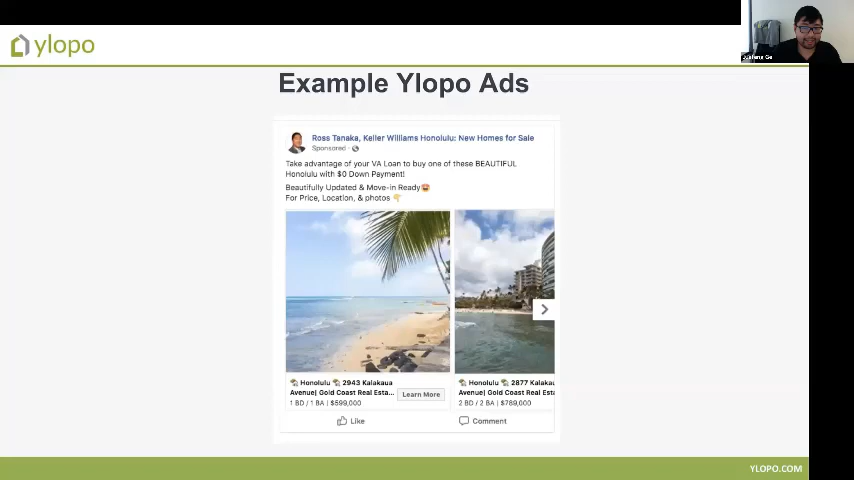 ylopo
Example Ylopo Ads
Ross Tanaka, Keller Williams Honolulu: New Homes for Sale
Sponsored ·
Take advantage of your VA Loan to buy one of these BEAUTIFUL
Honolulu with $0 Down Payment!
Beautifully Updated & Move-in Ready😍
For Price, Location, & photos 👇
🏡 Honolulu 🏡 2943 Kalakaua
Avenue| Gold Coast Real Esta...
1 BD / 1 BA | $599,000
Learn More
🏡 Honolulu 🏡 2877 Kalakau
Avenue| Gold Coast Real Esta
2 BD / 2 BA | $789,000
Like
Comment
YLOPO.COM